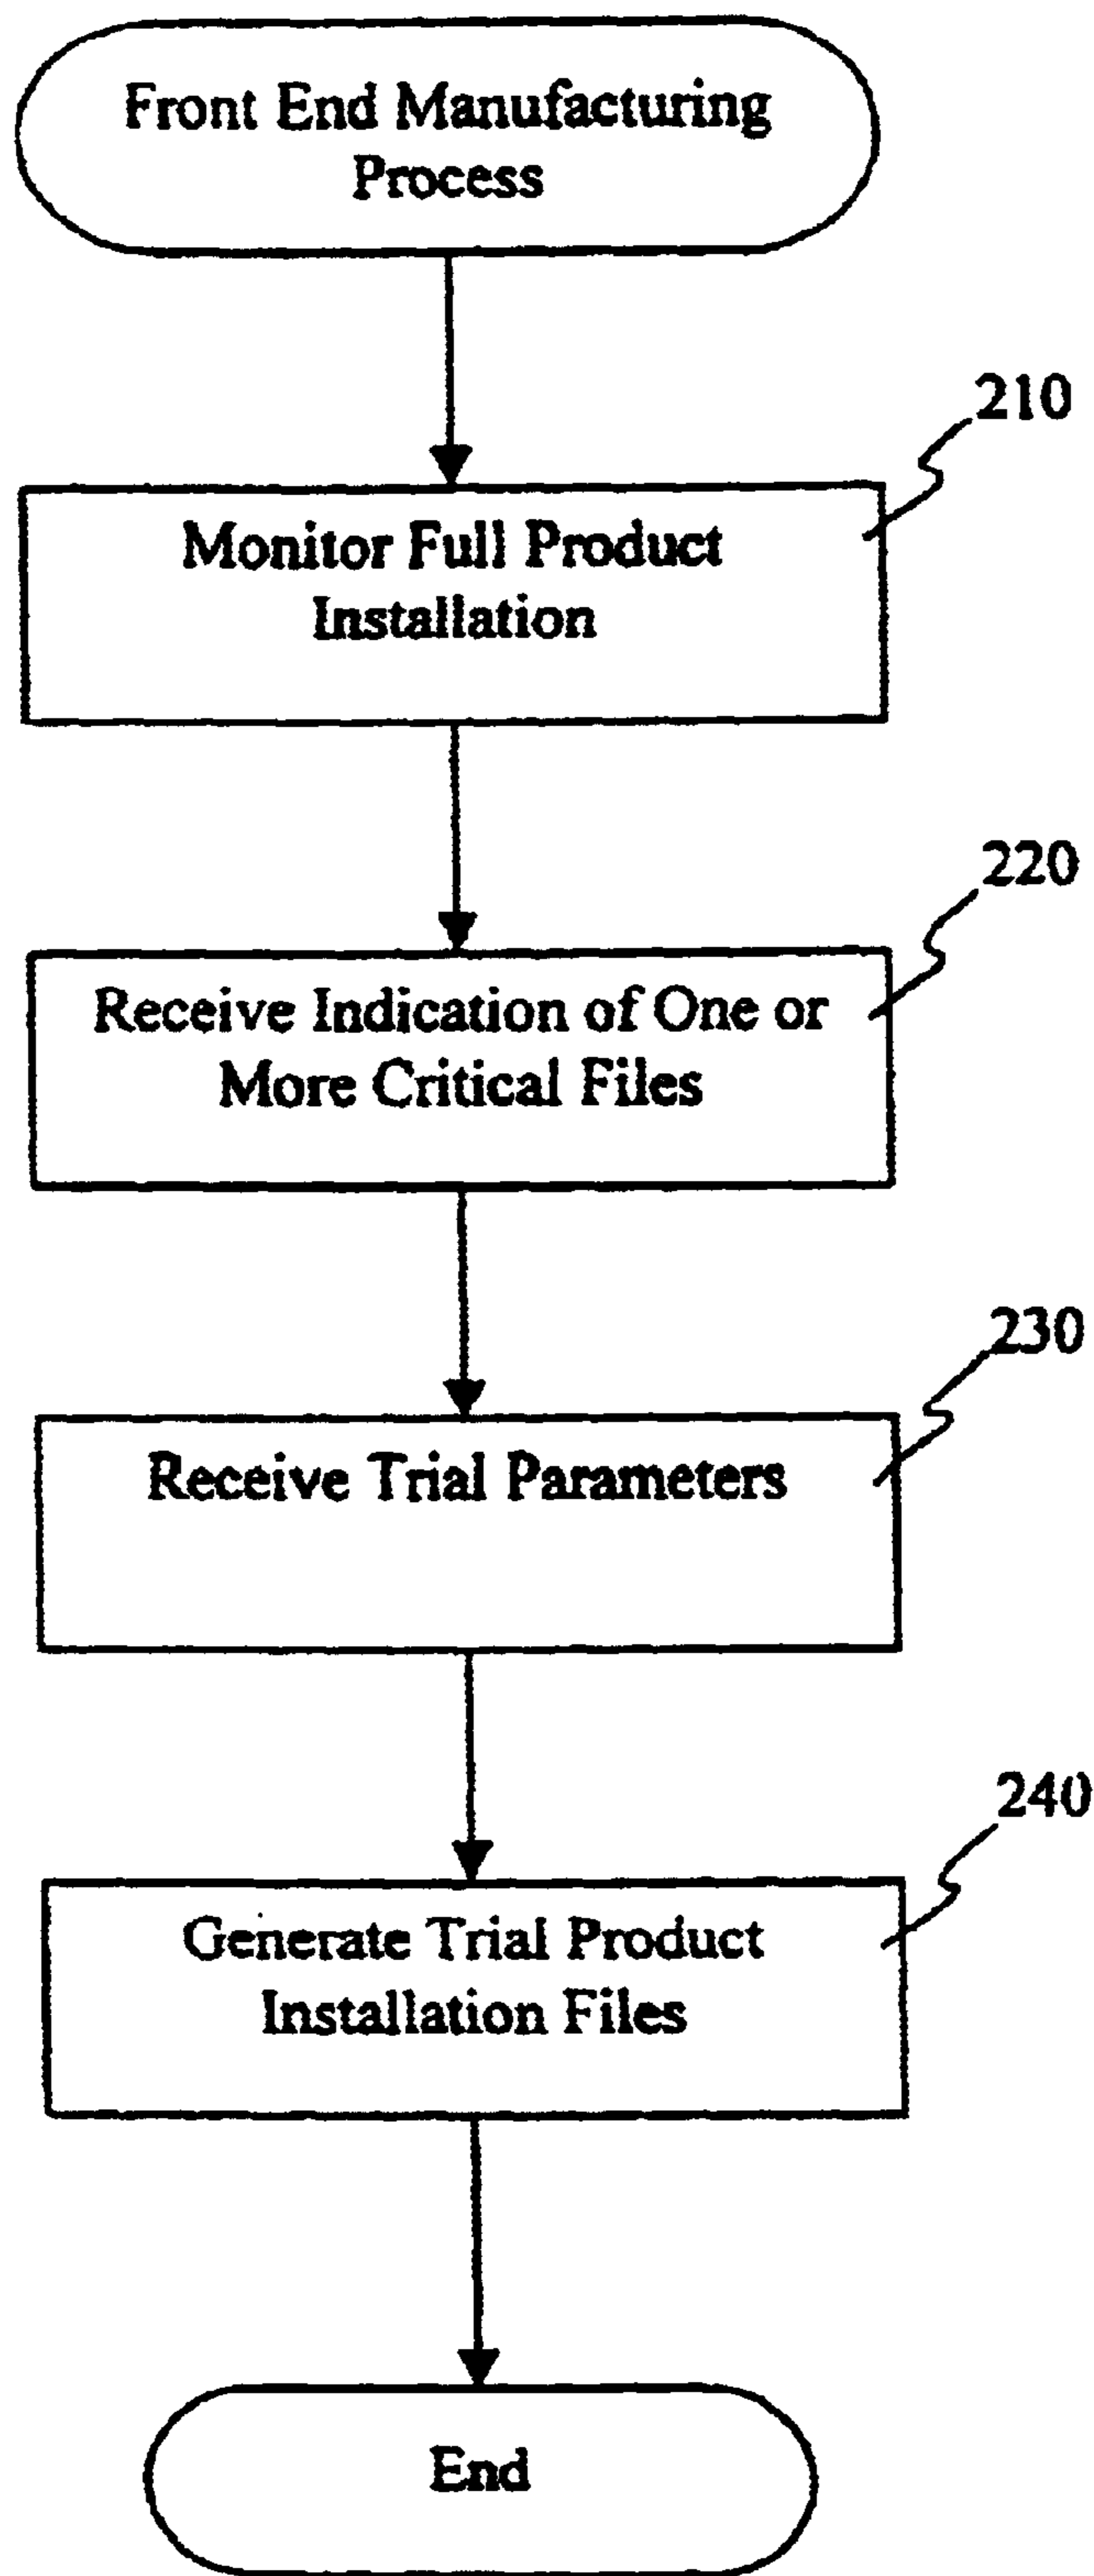 Front End Manufacturing
Process
210
Monitor Full Product
Installation
220
Receive Indication of One or
More Critical Files
230
Receive Trial Parameters
240
Generate Trial Product
Installation Files
End